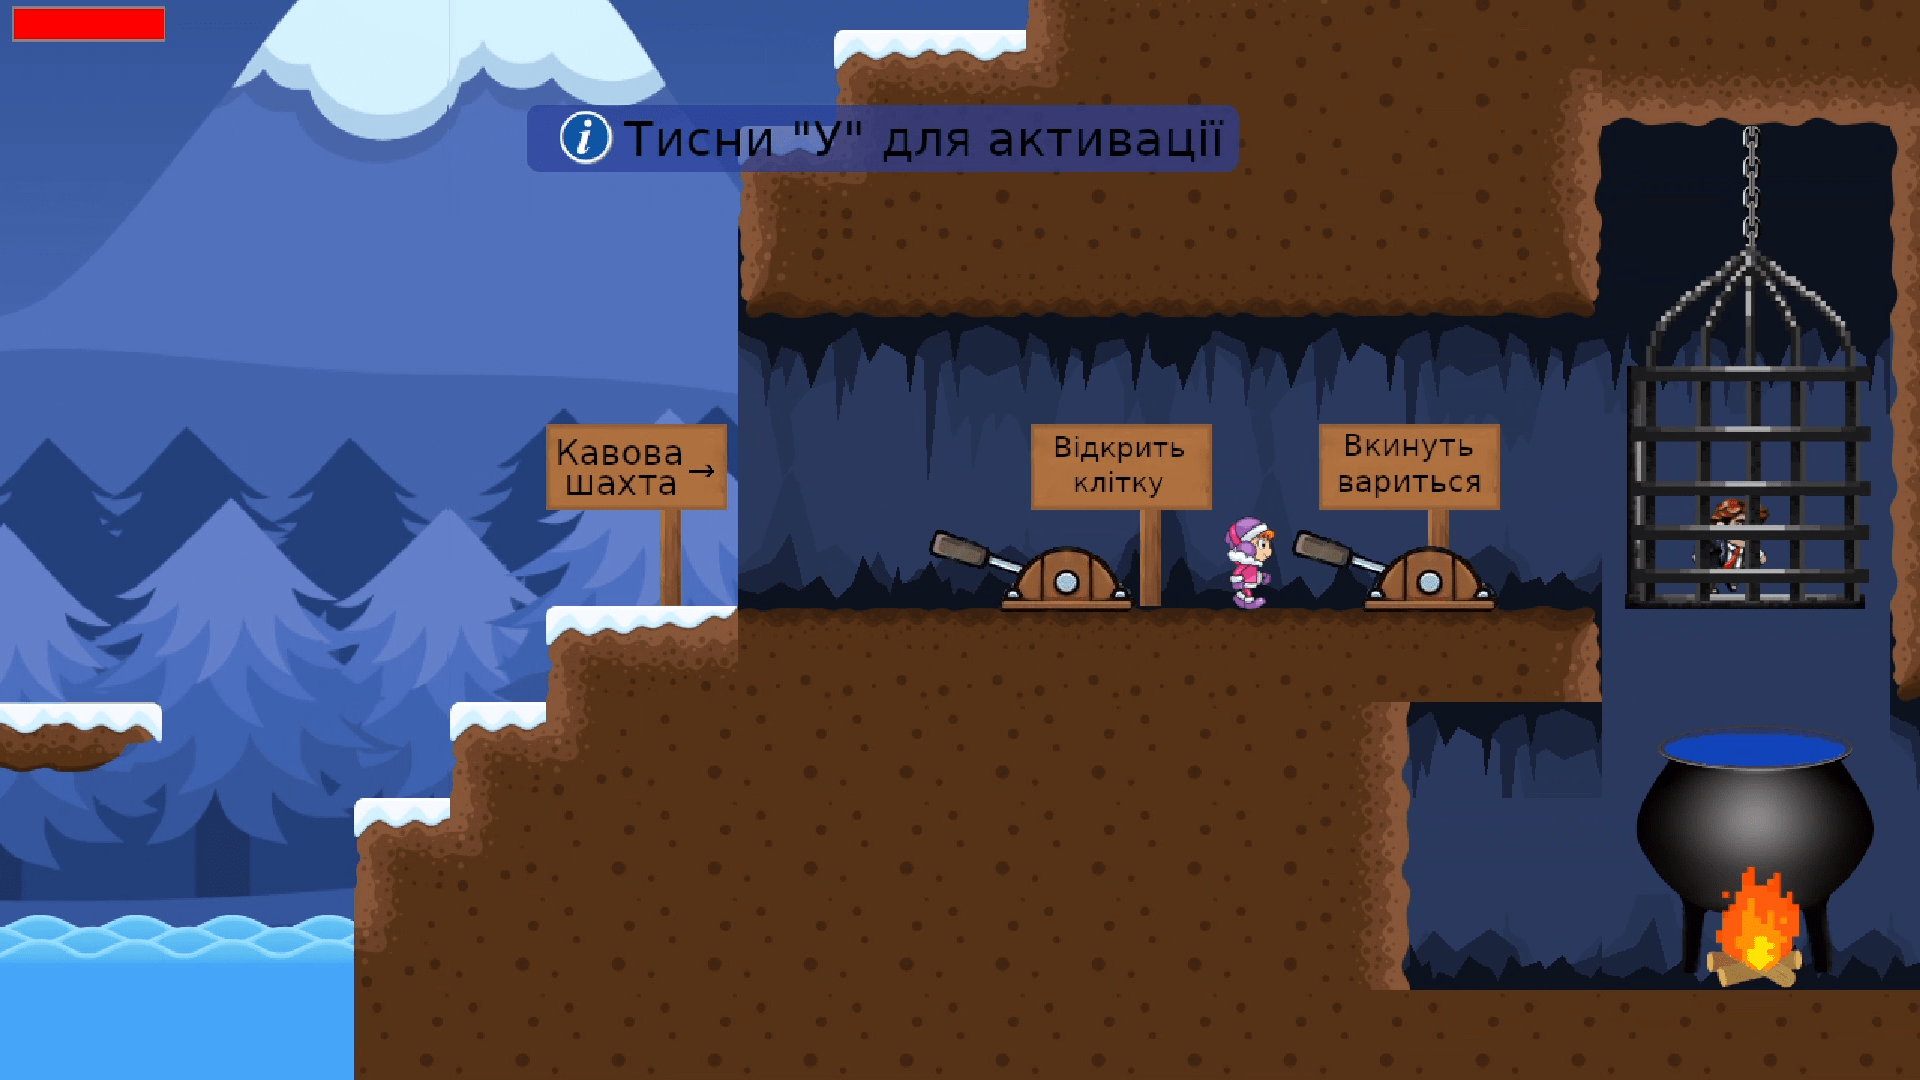 Тисни "У" для активації
Кавова
шахта →
Відкрить
клітку
Вкинуть
вариться